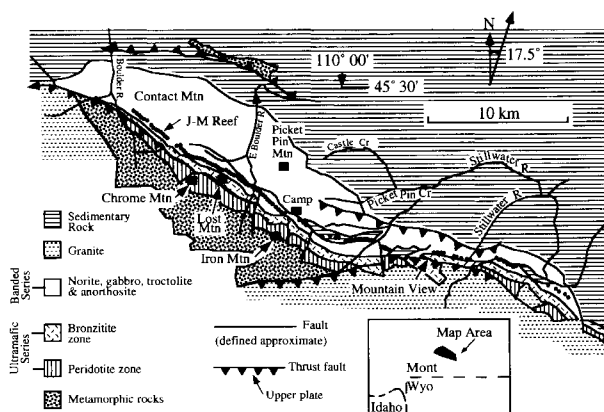 N
17.5°
110° 00'
45° 30'
10 km
Boulder R.
Contact Mtn
J-M Reef
E Boulder R.
Picket
Pin
Mtn
Castle Cr
Stillwater R
Picket Pin Cr
Stillwater R.
Camp
Chrome Mtn
Lost
Mtn
Iron Mtn
Mountain View
Sedimentary
Rock
Granite
Banded
Series
Norite, gabbro, troctolite
& anorthosite
Ultramafic
Series
Bronzitite
zone
Peridotite zone
Metamorphic rocks
Fault
(defined approximate)
Thrust fault
Upper plate
Map Area
Mont
Wyo
Idaho